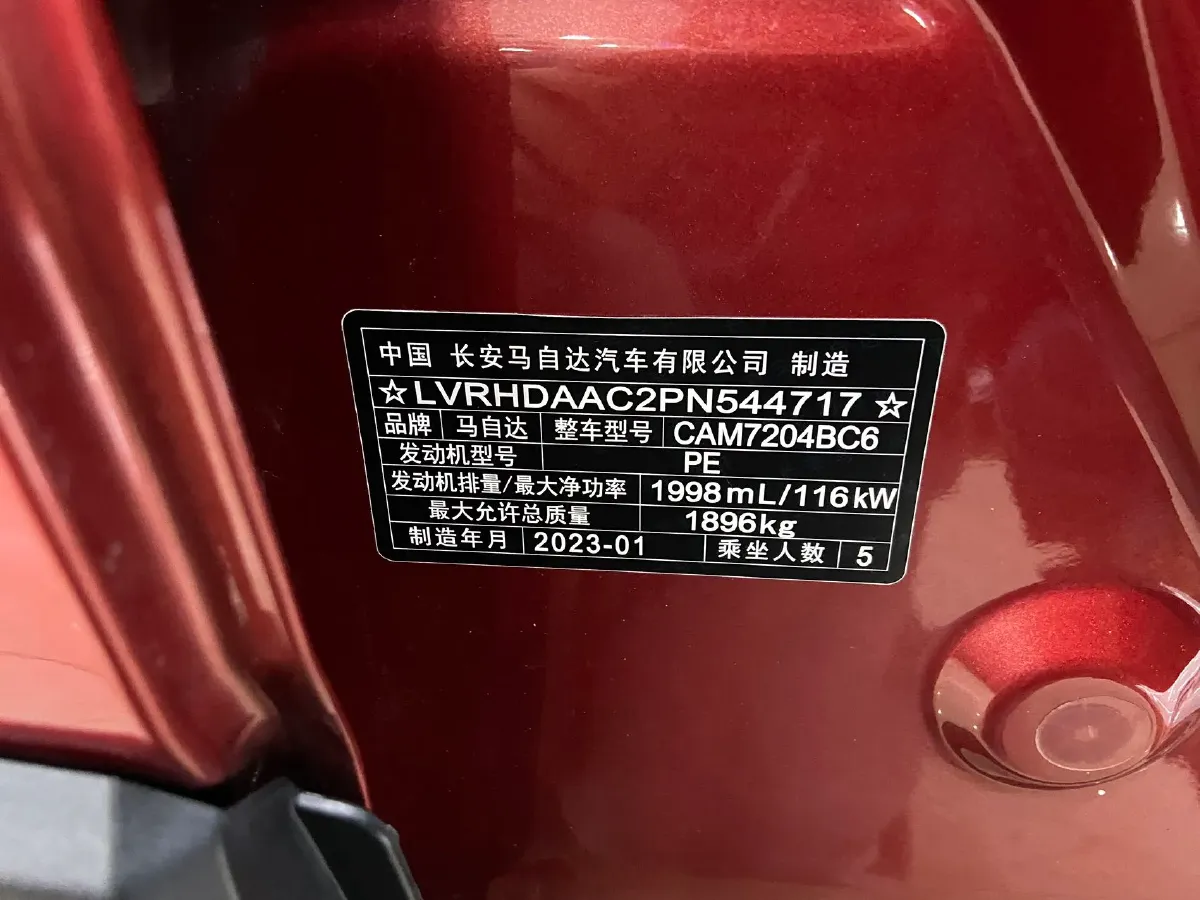 中国 长安马自达汽车有限公司 制造
☆LVRHDAAC2PN544717☆
品牌 马自达 整车型号 CAM7204BC6
发动机型号 PE
发动机排量/最大净功率 1998mL/116kW
最大允许总质量 1896kg
制造年月 2023-01 乘坐人数 5